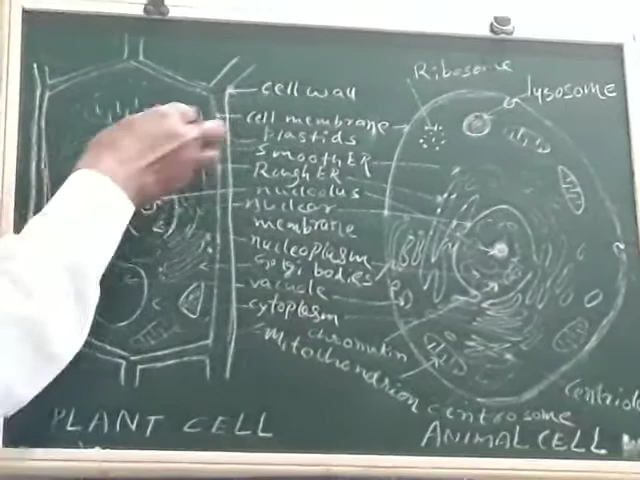 Ribosome
lysosome
cell wall
cell membrane
Plastids
Smooth ER
Rough ER
nucleolus
nuclear
membrane
nucleoplasm
Golgi bodies
vacuole
cytoplasm
chromatin
Mitochondrion
centrosome
Centriole
PLANT CELL
ANIMAL CELL